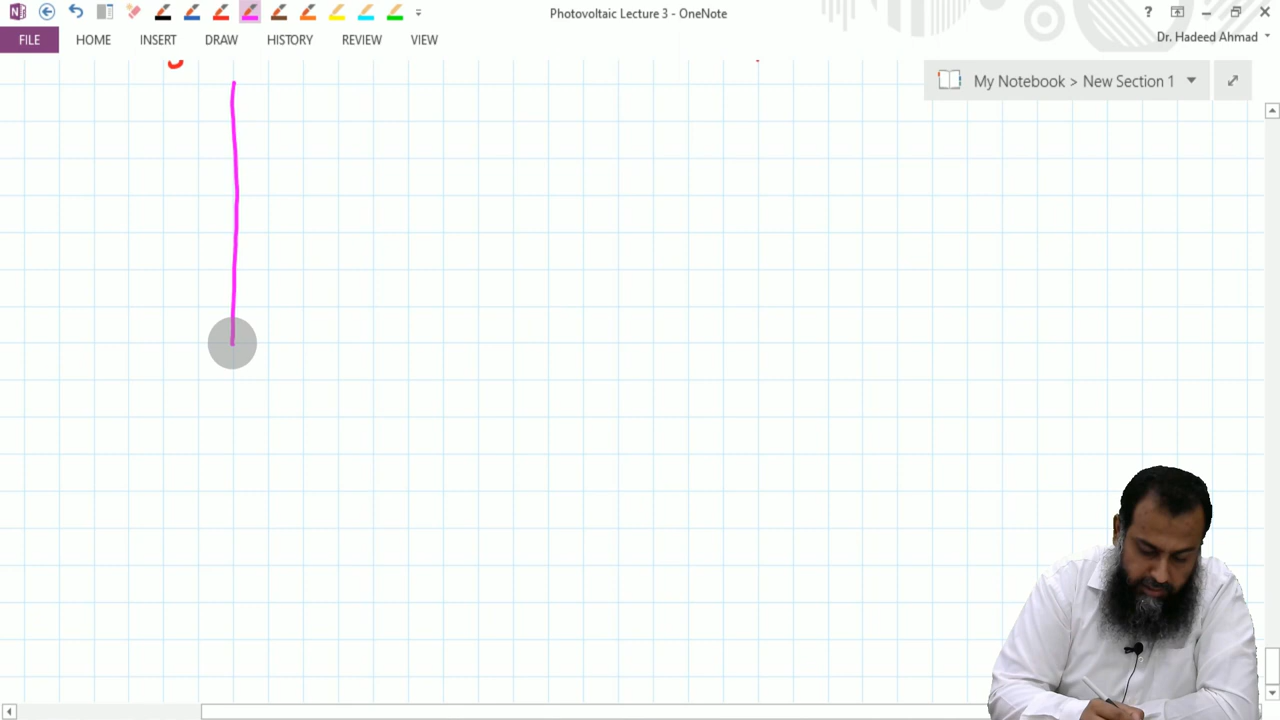 Photovoltaic Lecture 3 - OneNote
?
Dr. Hadeed Ahmad
FILE HOME INSERT DRAW HISTORY REVIEW VIEW
My Notebook > New Section 1